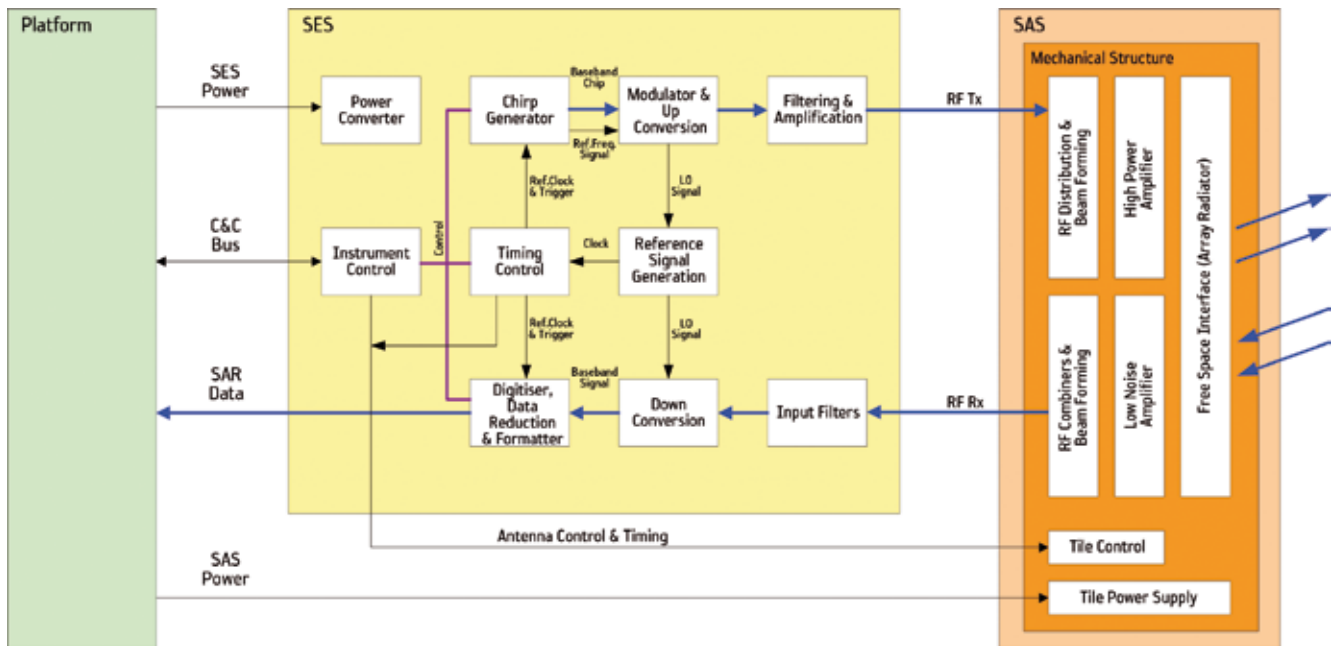 Platform
SES
SAS
Mechanical Structure
SES
Power
Power
Converter
Chirp
Generator
Baseband
Chip
Ref.Freq.
Signal
Modulator &
Up
Conversion
Filtering &
Amplification
RF Tx
RF Distribution &
Beam Forming
High Power
Amplifier
Free Space Interface (Array Radiator)
Ref.Clock
& Trigger
LO
Signal
C&C
Bus
Instrument
Control
Control
Timing
Control
Clock
Reference
Signal
Generation
Ref.Clock
& Trigger
LO
Signal
SAR
Data
Digitiser,
Data
Reduction
& Formatter
Baseband
Signal
Down
Conversion
Input Filters
RF Rx
RF Combiners &
Beam Forming
Low Noise
Amplifier
Antenna Control & Timing
Tile Control
SAS
Power
Tile Power Supply